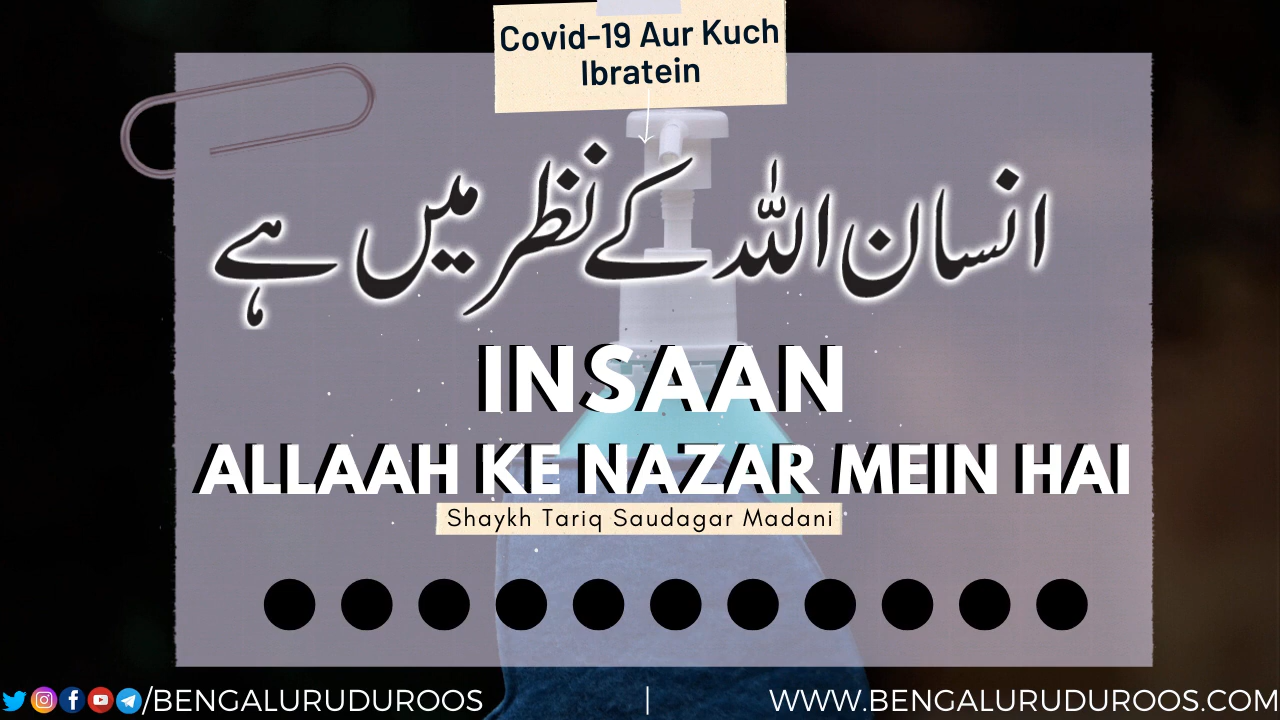 Covid-19 Aur Kuch
Ibratein
انسان اللہ کے نظر میں ہے
INSAAN
ALLAAH KE NAZAR MEIN HAI
Shaykh Tariq Saudagar Madani
/BENGALURUDUROOS | WWW.BENGALURUDUROOS.COM